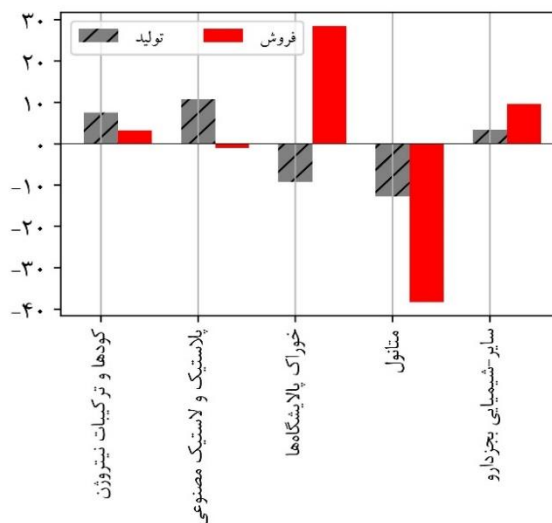 ۳۰
۲۰
۱۰
۰
-۱۰
-۲۰
-۳۰
-۴۰
تولید
فروش
کودها و ترکیبات نیتروژن
پلاستیک و لاستیک مصنوعی
خوراک پالایشگاه‌ها
متانول
سایر-شیمیایی بجزدارو